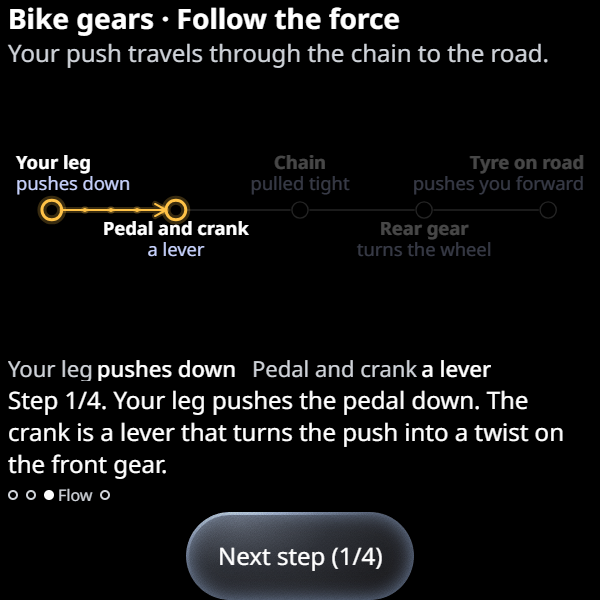 Bike gears · Follow the force
Your push travels through the chain to the road.
Your leg
pushes down
Chain
pulled tight
Tyre on road
pushes you forward
Pedal and crank
a lever
Rear gear
turns the wheel
Your leg pushes down Pedal and crank a lever
Step 1/4. Your leg pushes the pedal down. The
crank is a lever that turns the push into a twist on
the front gear.
Flow
Next step (1/4)